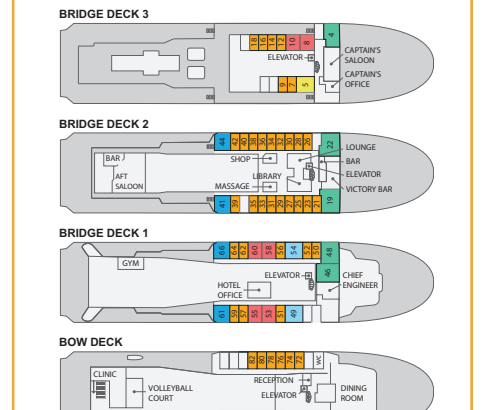 BRIDGE DECK 3
18 16 14 12 10 8 4
ELEVATOR
CAPTAIN'S
SALOON
CAPTAIN'S
OFFICE
9 7 5
BRIDGE DECK 2
44 42 40 38 36 34 32 30 28 26 22
SHOP
LOUNGE
BAR
BAR
ELEVATOR
AFT
SALOON
LIBRARY
MASSAGE
VICTORY BAR
41 39 35 33 31 29 27 25 23 21 19
BRIDGE DECK 1
66 64 62 60 58 56 54 52 50 48
GYM
ELEVATOR
46
CHIEF
ENGINEER
HOTEL
OFFICE
61 59 57 55 53 51 49
BOW DECK
82 80 78 76 74 72 WC
CLINIC
RECEPTION
VOLLEYBALL
COURT
ELEVATOR
DINING
ROOM